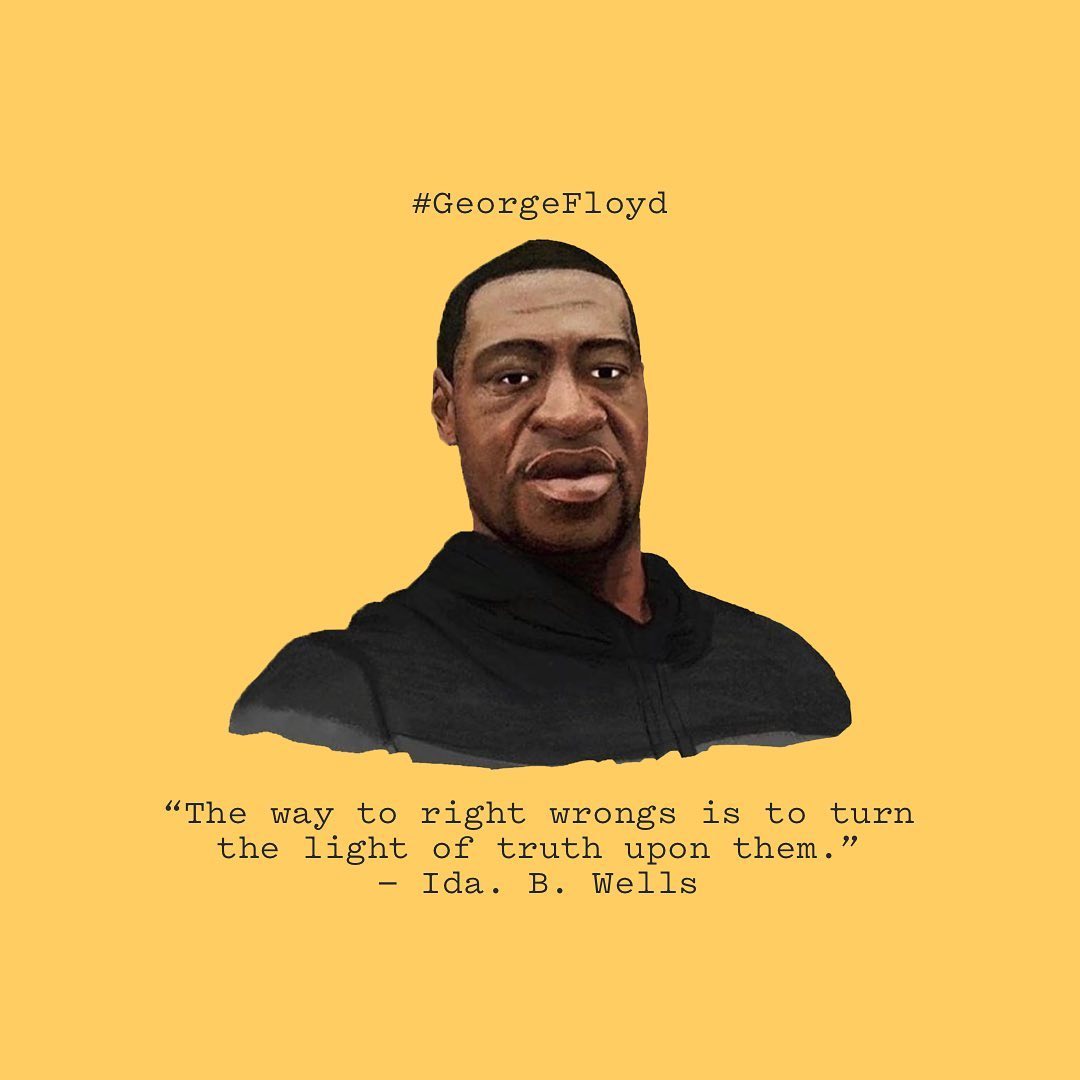 #GeorgeFloyd
“The way to right wrongs is to turn
the light of truth upon them.”
— Ida. B. Wells